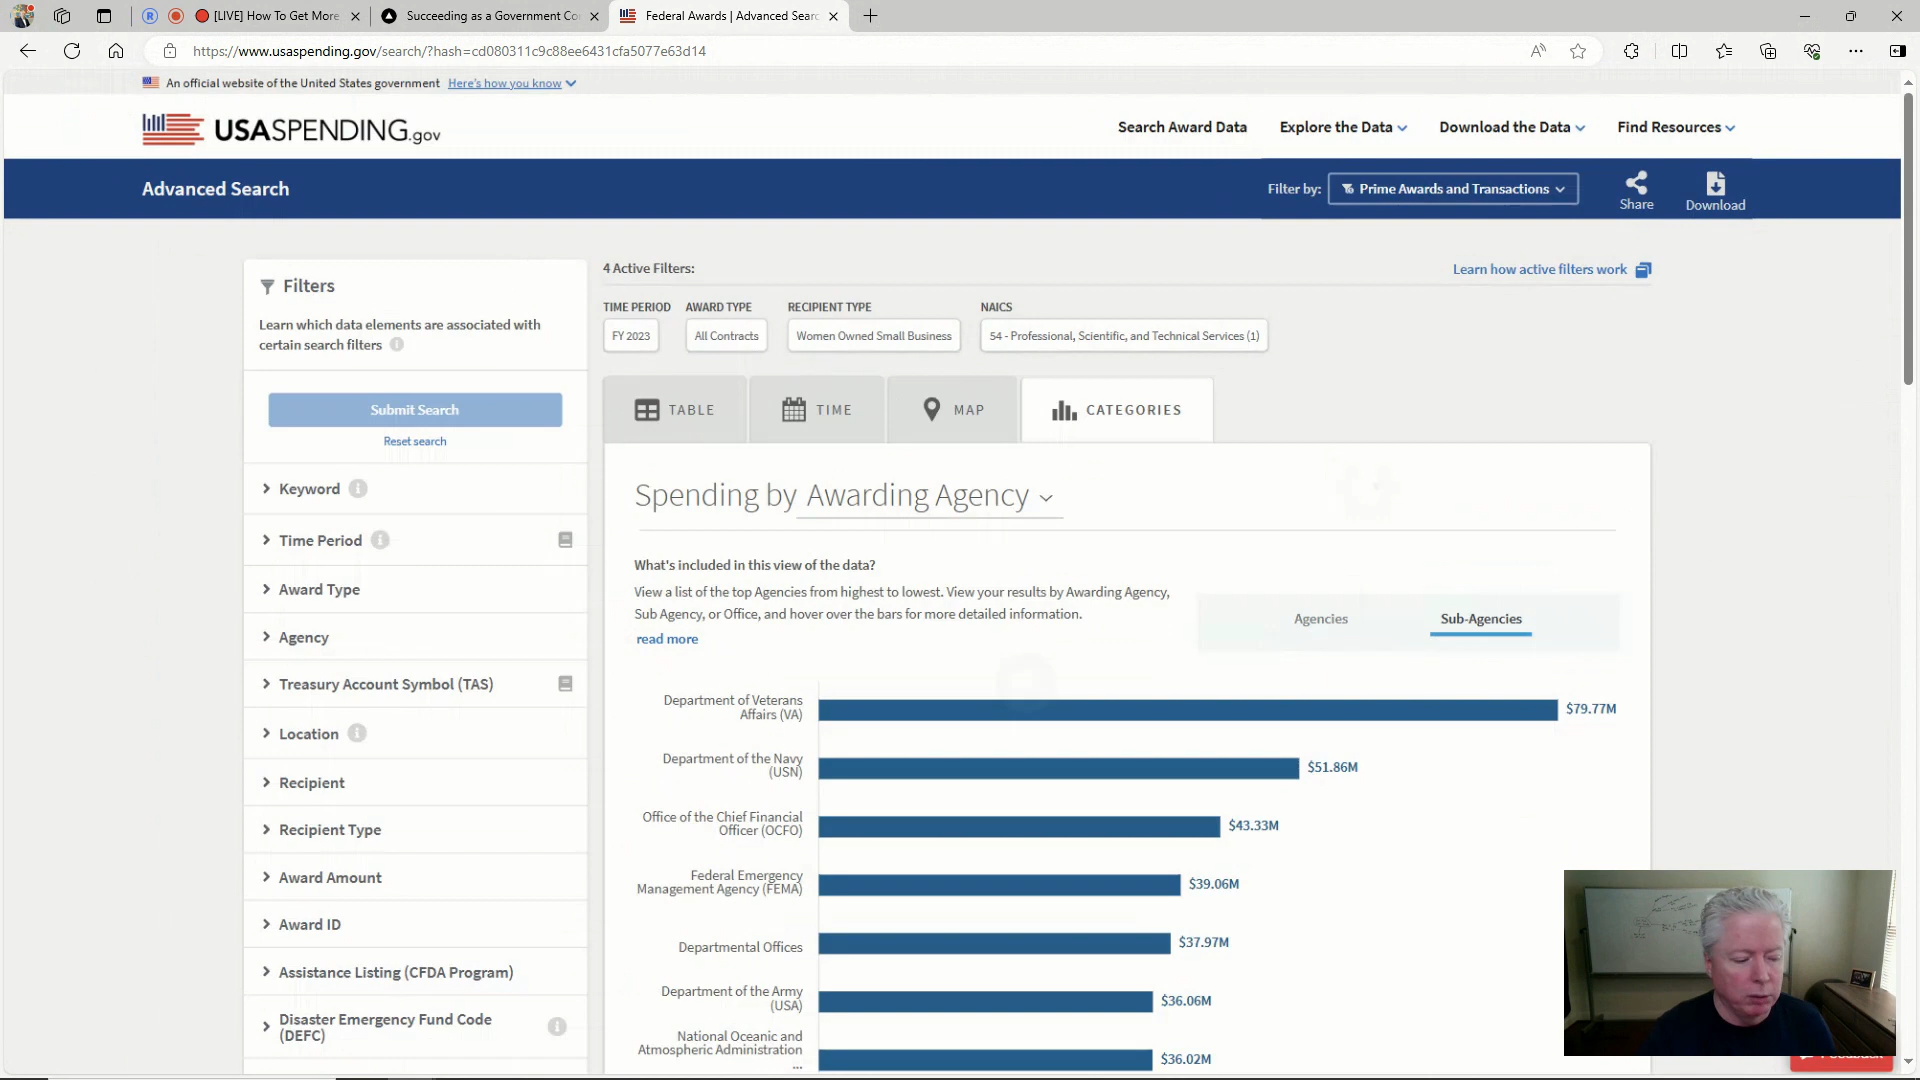 [LIVE] How To Get More
Succeeding as a Government Co
Federal Awards | Advanced Sear
https://www.usaspending.gov/search/?hash=cd080311c9c88ee6431cfa5077e63d14
An official website of the United States government Here's how you know
USASPENDING.gov
Search Award Data Explore the Data Download the Data Find Resources
Advanced Search
Filter by: Prime Awards and Transactions
Share
Download
Filters
Learn which data elements are associated with
certain search filters
Submit Search
Reset search
Keyword
Time Period
Award Type
Agency
Treasury Account Symbol (TAS)
Location
Recipient
Recipient Type
Award Amount
Award ID
Assistance Listing (CFDA Program)
Disaster Emergency Fund Code
(DEFC)
4 Active Filters:
Learn how active filters work
TIME PERIOD AWARD TYPE RECIPIENT TYPE NAICS
FY 2023 All Contracts Women Owned Small Business 54 - Professional, Scientific, and Technical Services (1)
TABLE TIME MAP CATEGORIES
Spending by Awarding Agency
What's included in this view of the data?
View a list of the top Agencies from highest to lowest. View your results by Awarding Agency,
Sub Agency, or Office, and hover over the bars for more detailed information.
read more
Agencies Sub-Agencies
Department of Veterans
Affairs (VA)
$79.77M
Department of the Navy
(USN)
$51.86M
Office of the Chief Financial
Officer (OCFO)
$43.33M
Federal Emergency
Management Agency (FEMA)
$39.06M
Departmental Offices
$37.97M
Department of the Army
(USA)
$36.06M
National Oceanic and
Atmospheric Administration
...
$36.02M